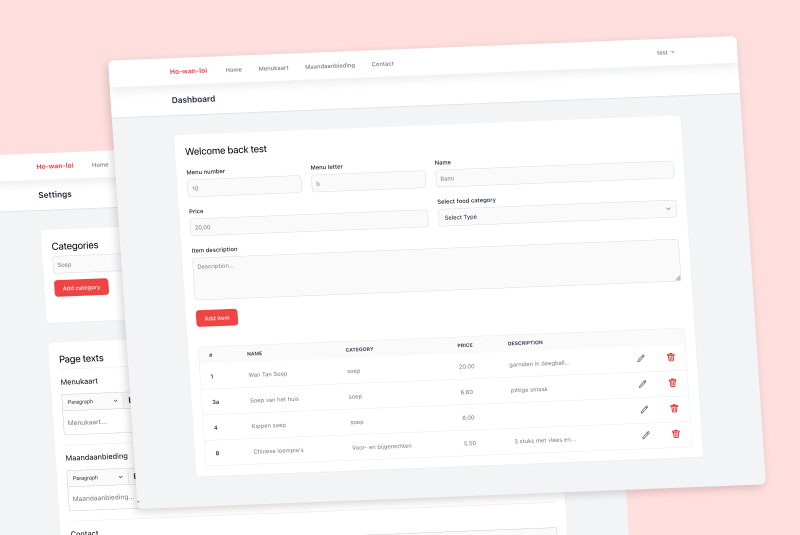 Ho-wan-loi Home Menukaart Maandaanbieding Contact test
Dashboard
Welcome back test
Menu number Menu letter Name
10 b Bami
Price Select food category
20,00 Select Type
Item description
Description...
Add item
# NAME CATEGORY PRICE DESCRIPTION
1 Wan Tan Soep soep 20.00 garnalen in deegball...
3a Soep van het huis soep 6.80 pittige smaak
4 Kippen soep soep 8.00
8 Chinese loempia's Voor- en bijgerechten 5.50 3 stuks met vlees en...
Ho-wan-loi Home
Settings
Categories
Soep
Add category
Page texts
Menukaart
Paragraph
Menukaart...
Maandaanbieding
Paragraph
Maandaanbieding...
Contact